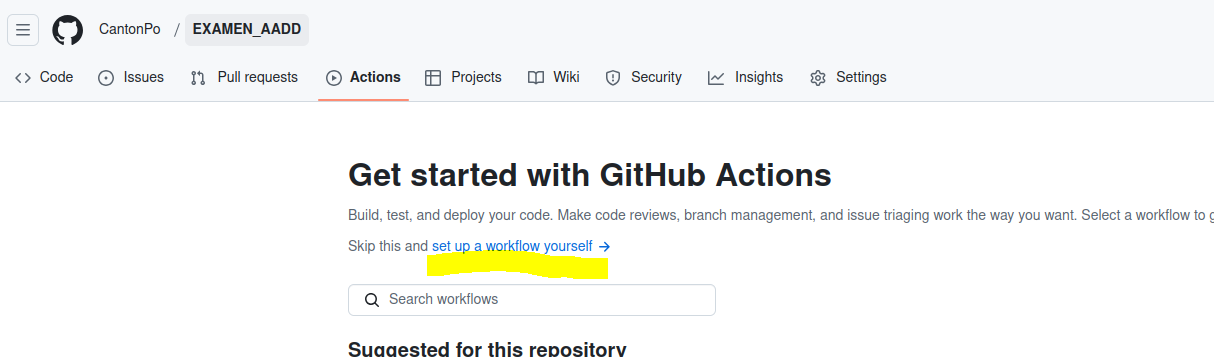 CantonPo / EXAMEN_AADD
Code Issues Pull requests Actions Projects Wiki Security Insights Settings
Get started with GitHub Actions
Build, test, and deploy your code. Make code reviews, branch management, and issue triaging work the way you want. Select a workflow to
Skip this and set up a workflow yourself →
Search workflows
Suggested for this repository